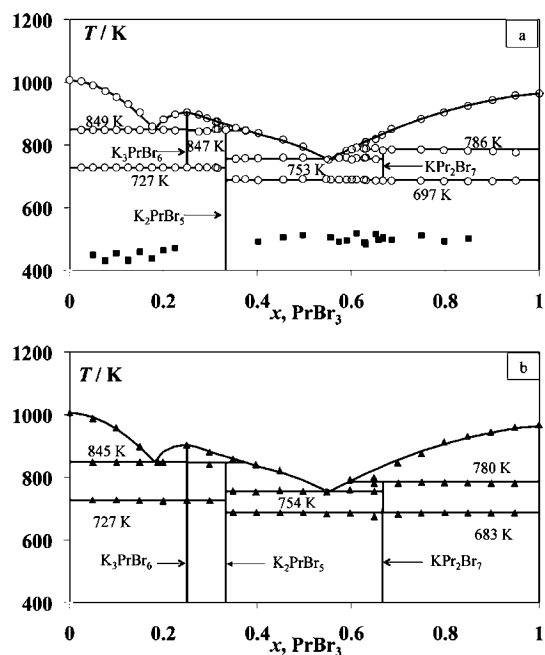 1200
T / K
a
1000
849 K
800
K3PrBr6
847 K
786 K
753 K
KPr2Br7
727 K
600
K2PrBr5
697 K
400
0
0.2
0.4
0.6
0.8
1
x, PrBr3
1200
T / K
b
1000
845 K
780 K
800
754 K
727 K
683 K
600
K3PrBr6
K2PrBr5
KPr2Br7
400
0
0.2
0.4
0.6
0.8
1
x, PrBr3